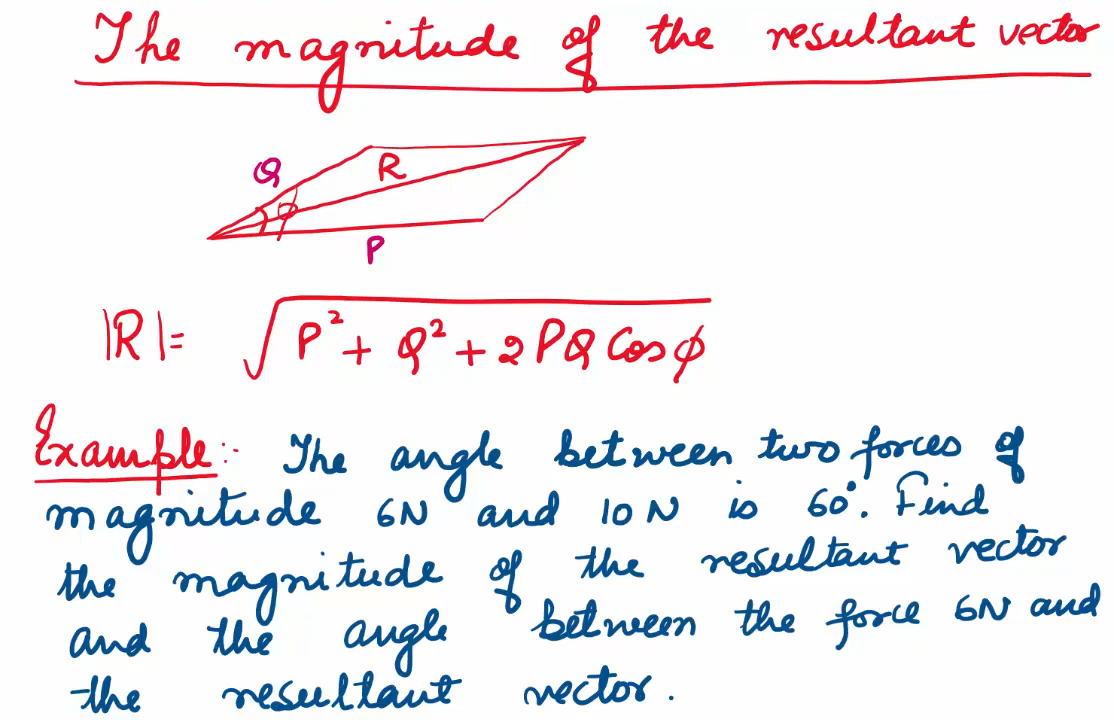 The magnitude of the resultant vector
Q
R
φ
P
|R|= √P²+ Q²+2PQ Cosφ
Example:- The angle between two forces of
magnitude 6N and 10N is 60°. Find
the magnitude of the resultant vector
and the angle between the force 6N and
the resultant vector.